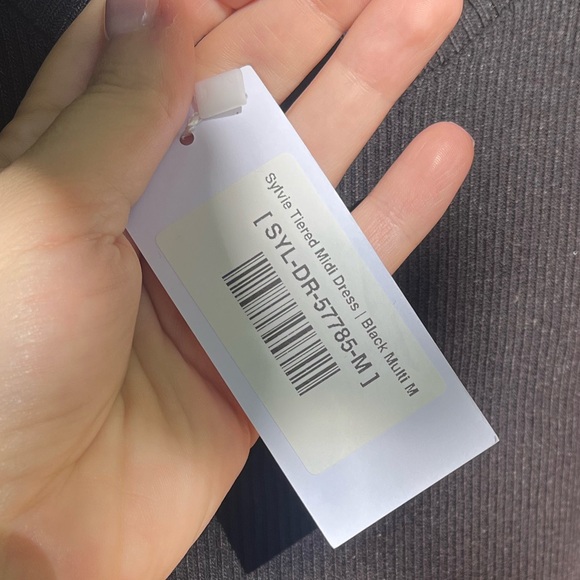 Sylvie Tiered Midi Dress | Black Multi M
[ SYL-DR-57785-M ]